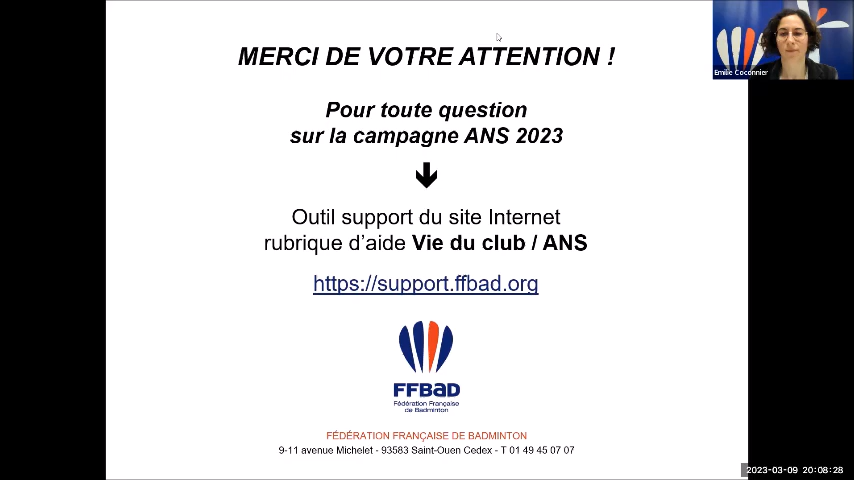 MERCI DE VOTRE ATTENTION !
Emilie Coconnier
Pour toute question
sur la campagne ANS 2023
Outil support du site Internet
rubrique d'aide Vie du club / ANS
https://support.ffbad.org
FFBaD
Fédération Française
de Badminton
FÉDÉRATION FRANÇAISE DE BADMINTON
9-11 avenue Michelet - 93583 Saint-Ouen Cedex - T 01 49 45 07 07
2023-03-09 20:08:28